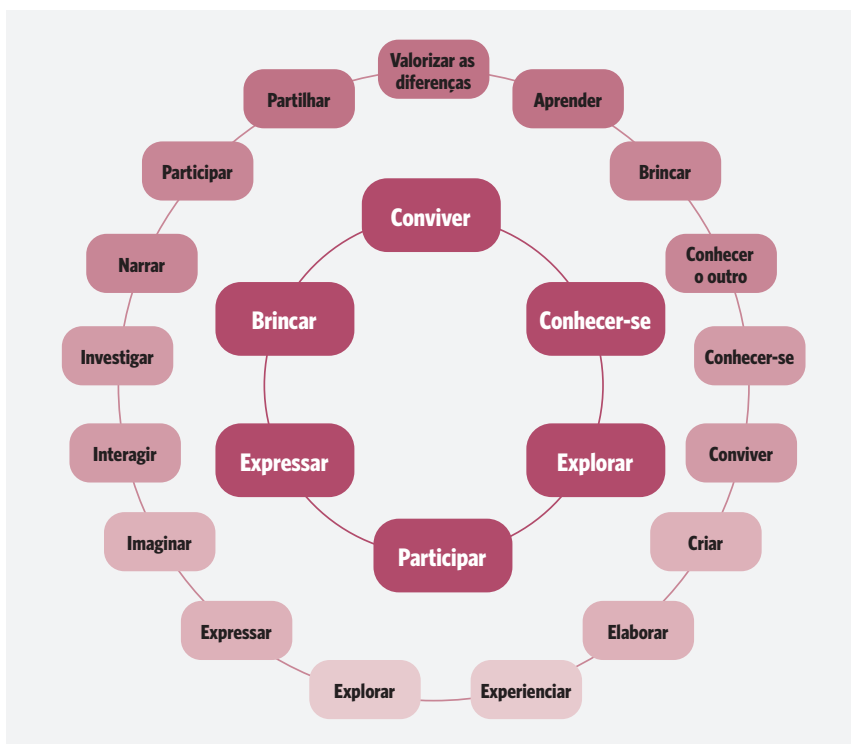 Valorizar as
diferenças
Aprender
Brincar
Conhecer
o outro
Conhecer-se
Conviver
Criar
Elaborar
Experienciar
Explorar
Expressar
Imaginar
Interagir
Investigar
Narrar
Participar
Partilhar
Conviver
Conhecer-se
Explorar
Participar
Expressar
Brincar